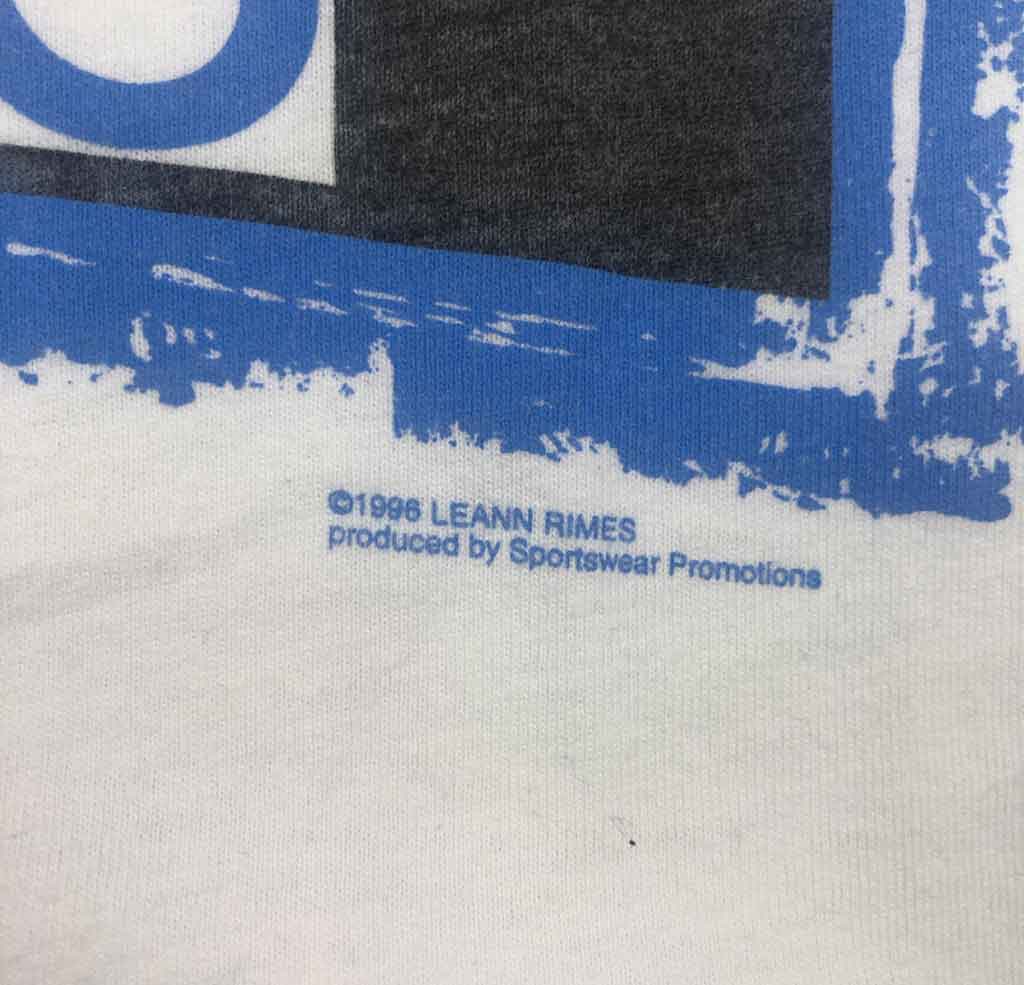 ©1996 LEANN RIMES
produced by Sportswear Promotions